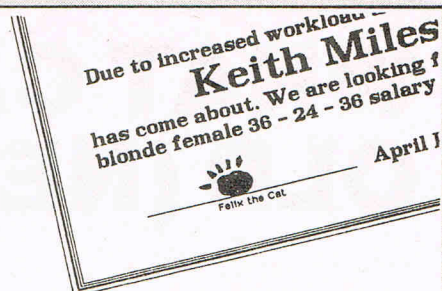 Due to increased workload
Keith Miles
has come about. We are looking f
blonde female 36 - 24 - 36 salary
April 1
Felix the Cat